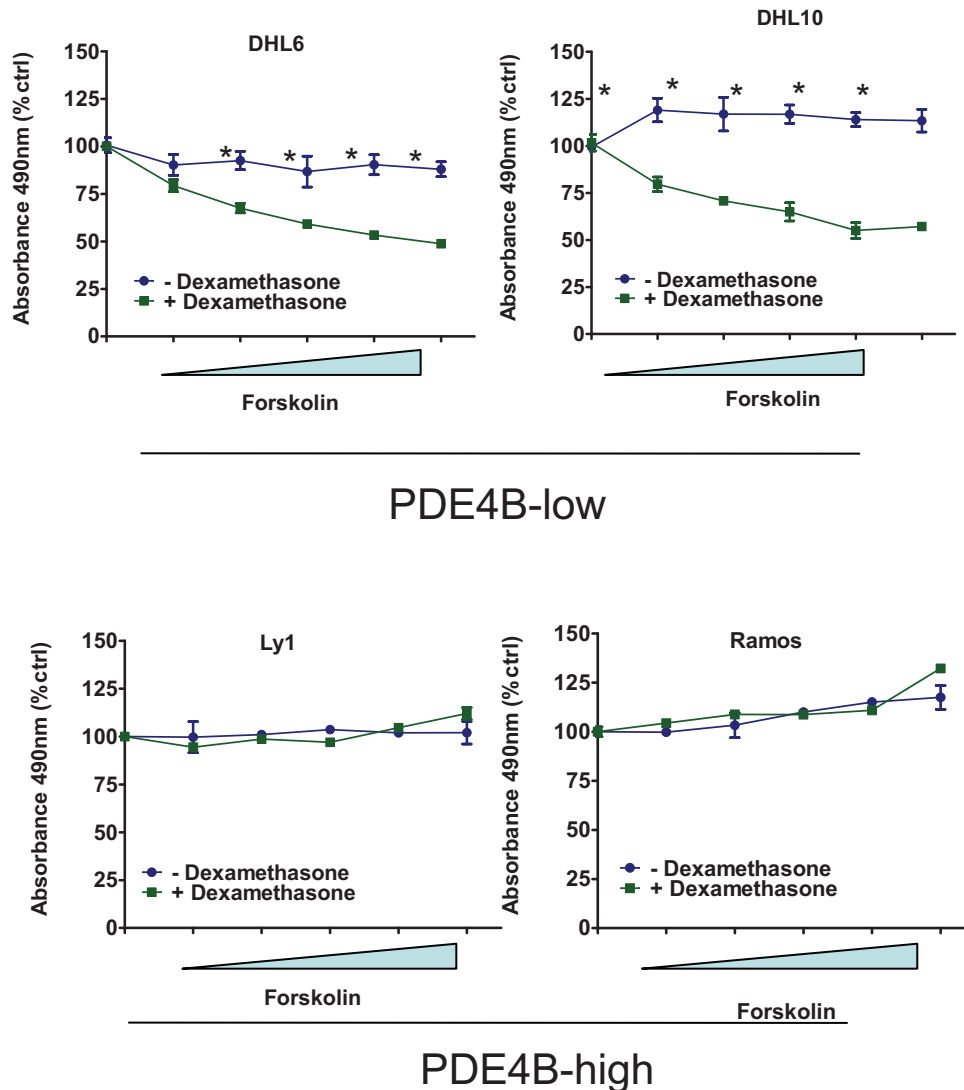 DHL6
Absorbance 490nm (%ctrl)
150
125
100
75
50
25
0
* * * *
- Dexamethasone
+ Dexamethasone
Forskolin
DHL10
Absorbance 490nm (%ctrl)
150
125
100
75
50
25
0
* * * * *
- Dexamethasone
+ Dexamethasone
Forskolin
PDE4B-low
Ly1
Absorbance 490nm (%ctrl)
150
125
100
75
50
25
0
- Dexamethasone
+ Dexamethasone
Forskolin
Ramos
Absorbance 490nm (%ctrl)
150
125
100
75
50
25
0
- Dexamethasone
+ Dexamethasone
Forskolin
PDE4B-high